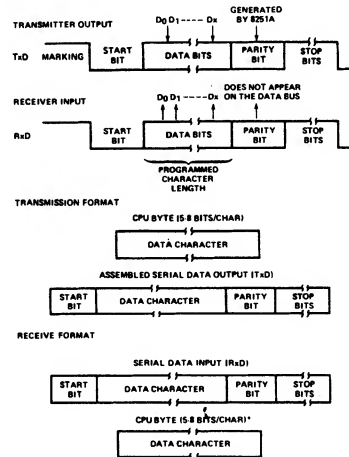 GENERATED
BY 8251A
TRANSMITTER OUTPUT
D0 D1 ---- Dx
TxD MARKING START BIT DATA BITS PARITY BIT STOP BITS
RECEIVER INPUT
DOES NOT APPEAR
ON THE DATA BUS
D0 D1 ---- Dx
RxD START BIT DATA BITS PARITY BIT STOP BITS
PROGRAMMED
CHARACTER
LENGTH
TRANSMISSION FORMAT
CPU BYTE (5-8 BITS/CHAR)
DATA CHARACTER
ASSEMBLED SERIAL DATA OUTPUT (TxD)
START BIT DATA CHARACTER PARITY BIT STOP BITS
RECEIVE FORMAT
SERIAL DATA INPUT (RxD)
START BIT DATA CHARACTER PARITY BIT STOP BITS
CPU BYTE (5-8 BITS/CHAR)*
DATA CHARACTER